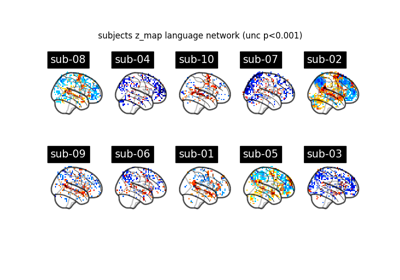 subjects z_map language network (unc p<0.001)
sub-08 sub-04 sub-10 sub-07 sub-02
sub-09 sub-06 sub-01 sub-05 sub-03